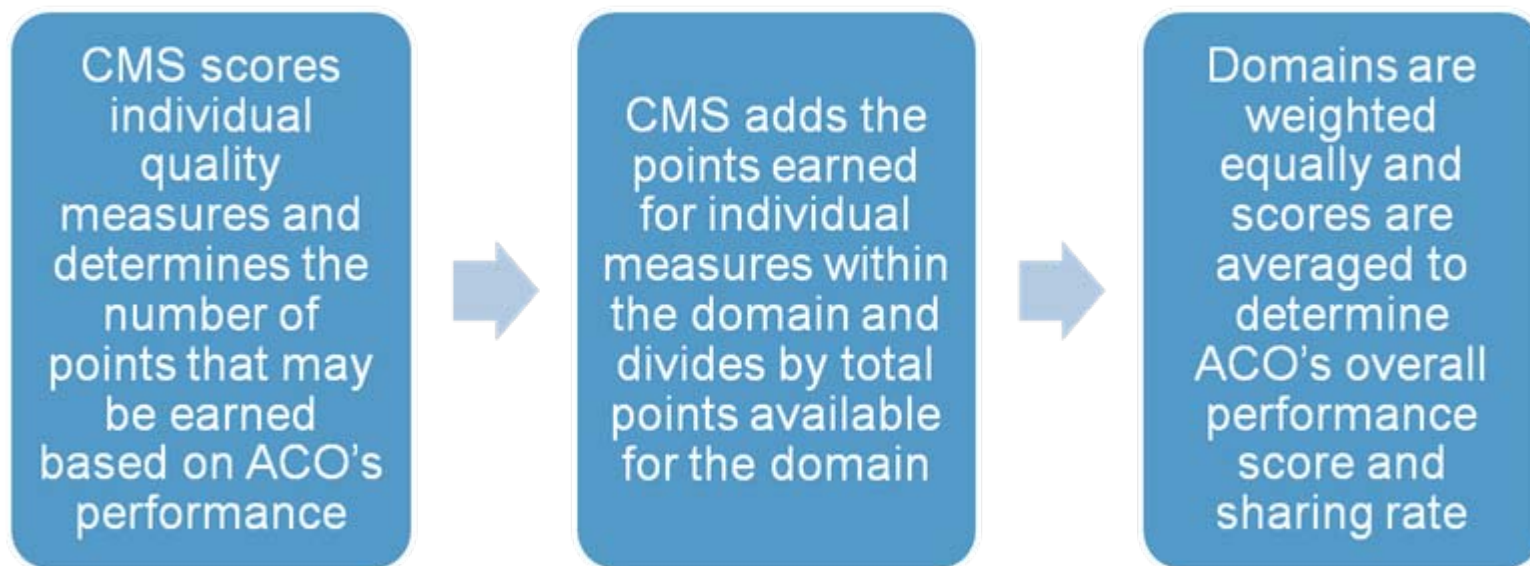 CMS scores
individual
quality
measures and
determines the
number of
points that may
be earned
based on ACO's
performance
CMS adds the
points earned
for individual
measures within
the domain and
divides by total
points available
for the domain
Domains are
weighted
equally and
scores are
averaged to
determine
ACO's overall
performance
score and
sharing rate